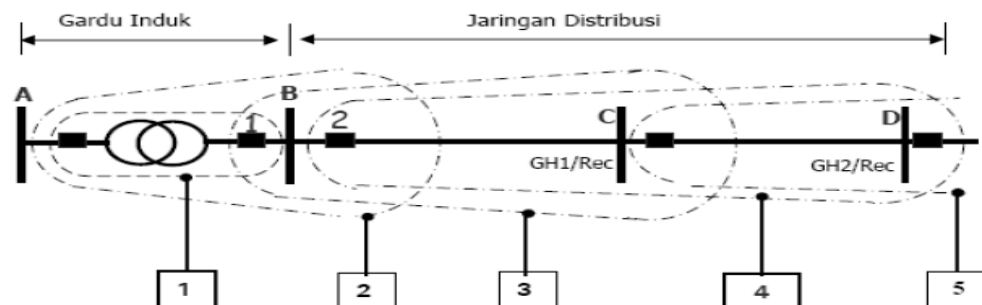 Gardu Induk
Jaringan Distribusi
A
B
1
2
C
D
GH1/Rec
GH2/Rec
1
2
3
4
5